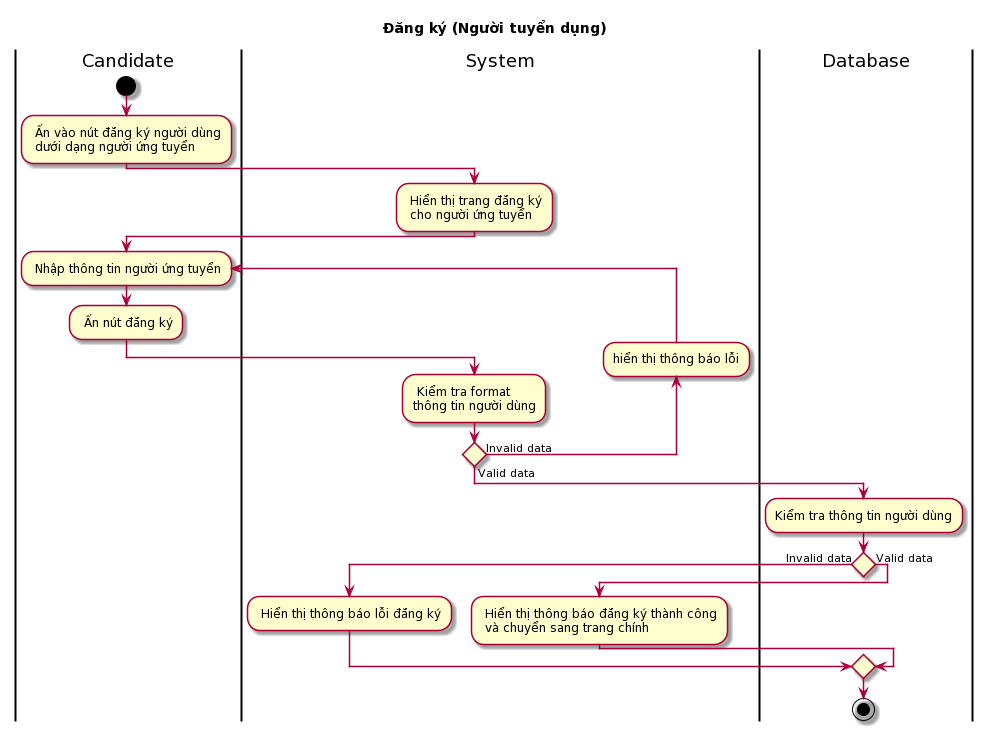 Đăng ký (Người tuyển dụng)
Candidate
System
Database
Ấn vào nút đăng ký người dùng
dưới dạng người ứng tuyển
Hiển thị trang đăng ký
cho người ứng tuyển
Nhập thông tin người ứng tuyển
Ấn nút đăng ký
hiển thị thông báo lỗi
Kiểm tra format
thông tin người dùng
Invalid data
Valid data
Kiểm tra thông tin người dùng
Invalid data
Valid data
Hiển thị thông báo lỗi đăng ký
Hiển thị thông báo đăng ký thành công
và chuyển sang trang chính